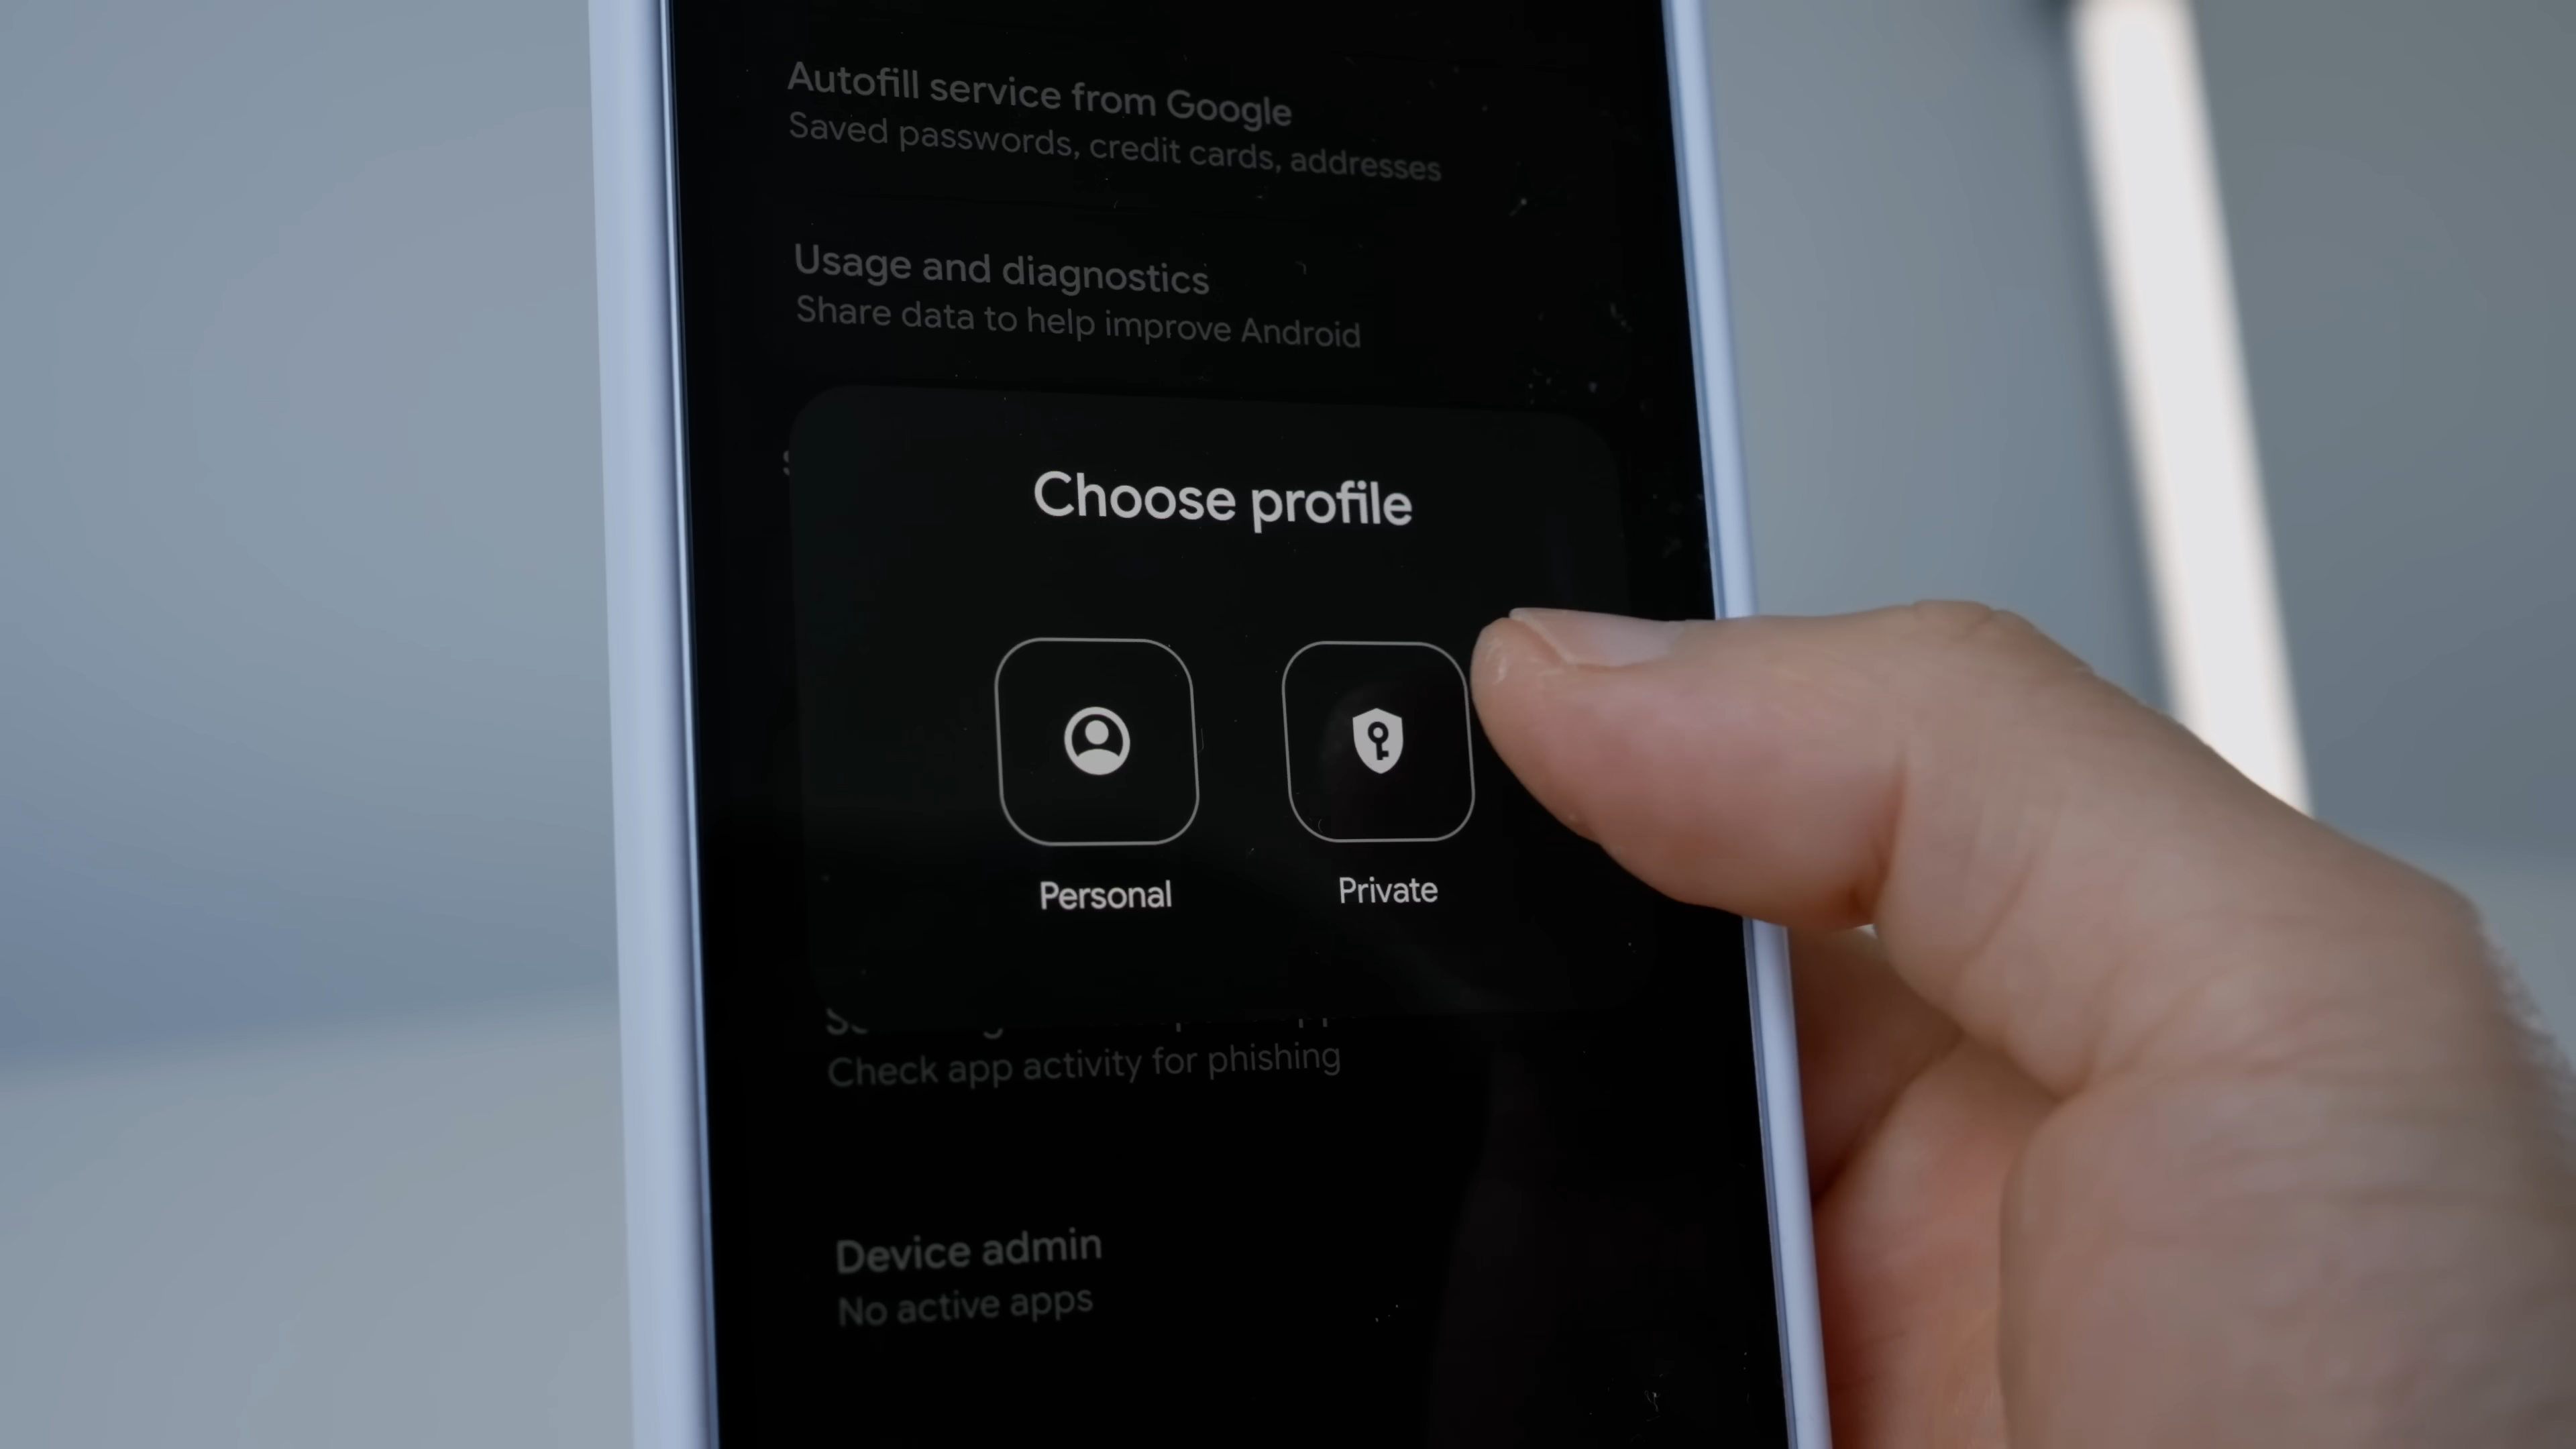 Autofill service from Google
Saved passwords, credit cards, addresses
Usage and diagnostics
Share data to help improve Android
Choose profile
Personal
Private
Check app activity for phishing
Device admin
No active apps